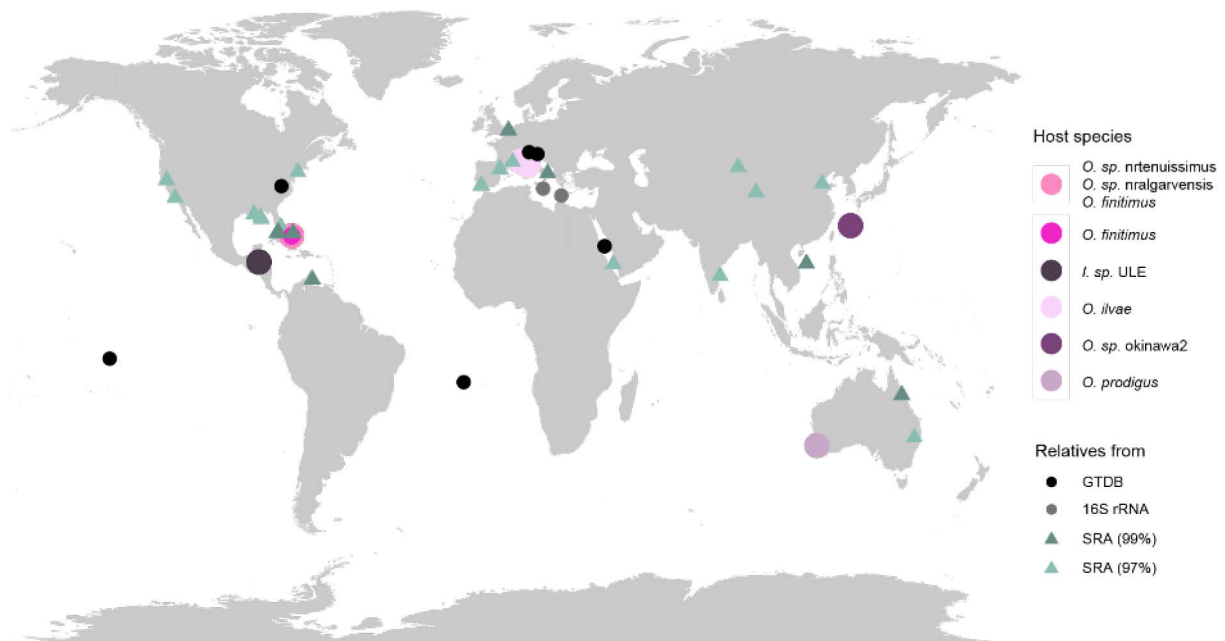 Host species
O. sp. nrtenuissimus
O. sp. nralgarvensis
O. finitimus
O. finitimus
I. sp. ULE
O. ilvae
O. sp. okinawa2
O. prodigus
Relatives from
GTDB
16S rRNA
SRA (99%)
SRA (97%)